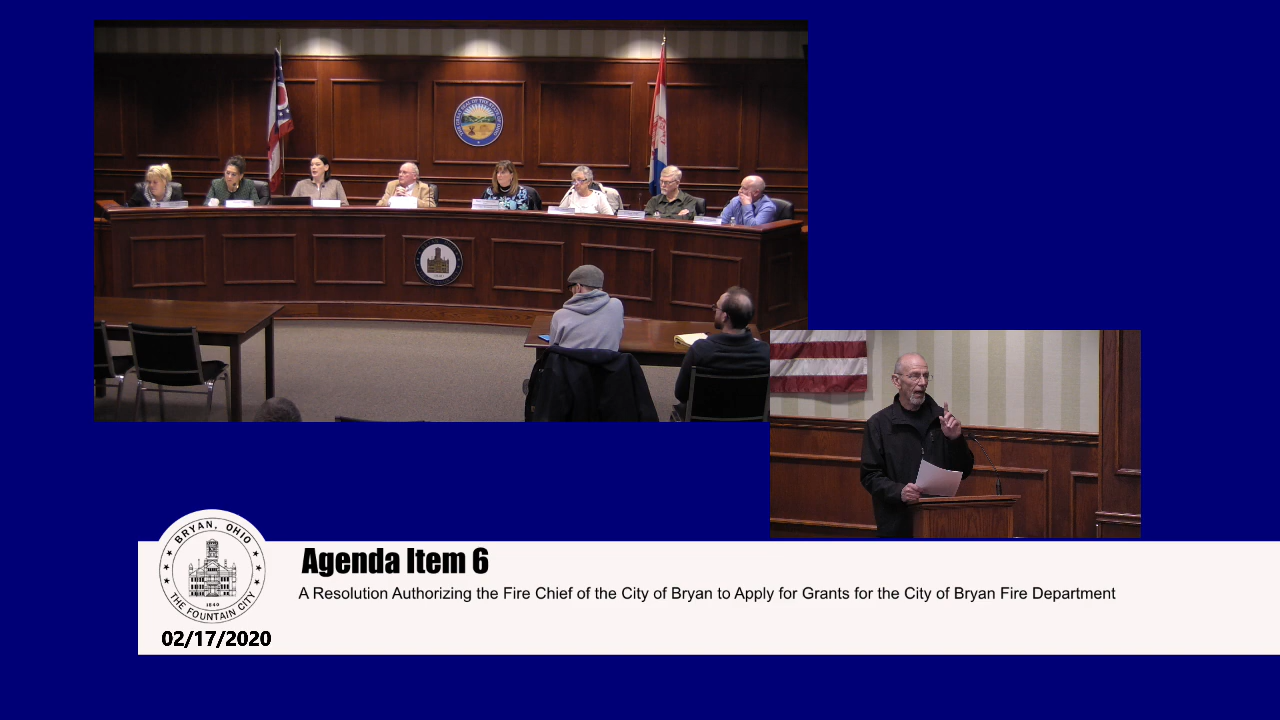 Agenda Item 6
A Resolution Authorizing the Fire Chief of the City of Bryan to Apply for Grants for the City of Bryan Fire Department
BRYAN, OHIO
1840
THE FOUNTAIN CITY
02/17/2020